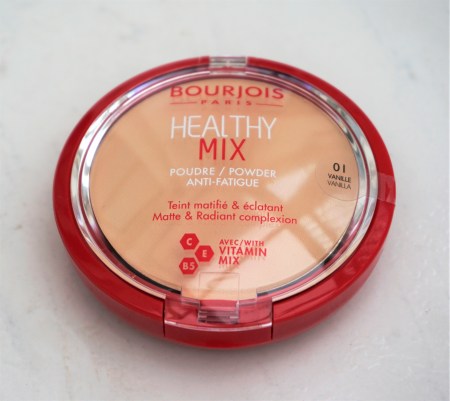 BOURJOIS
PARIS
HEALTHY
MIX
POUDRE / POWDER
ANTI-FATIGUE
01
VANILLE
VANILLA
Teint matifié & éclatant
Matte & Radiant complexion
C
E
B5
AVEC/WITH
VITAMIN
MIX